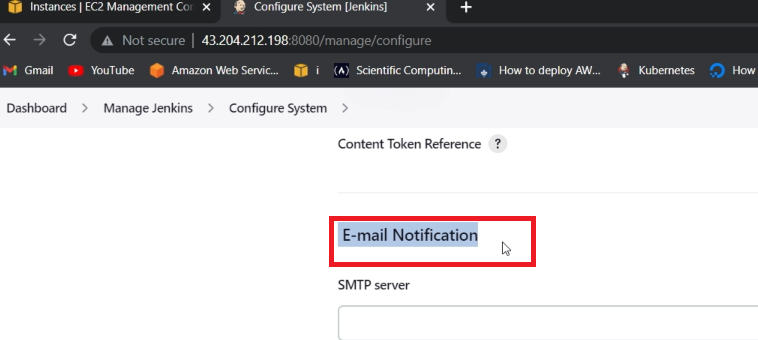 Instances | EC2 Management Cor
Configure System [Jenkins]
Not secure | 43.204.212.198:8080/manage/configure
Gmail YouTube Amazon Web Servic... i Scientific Computin... How to deploy AW... Kubernetes How
Dashboard > Manage Jenkins > Configure System >
Content Token Reference ?
E-mail Notification
SMTP server